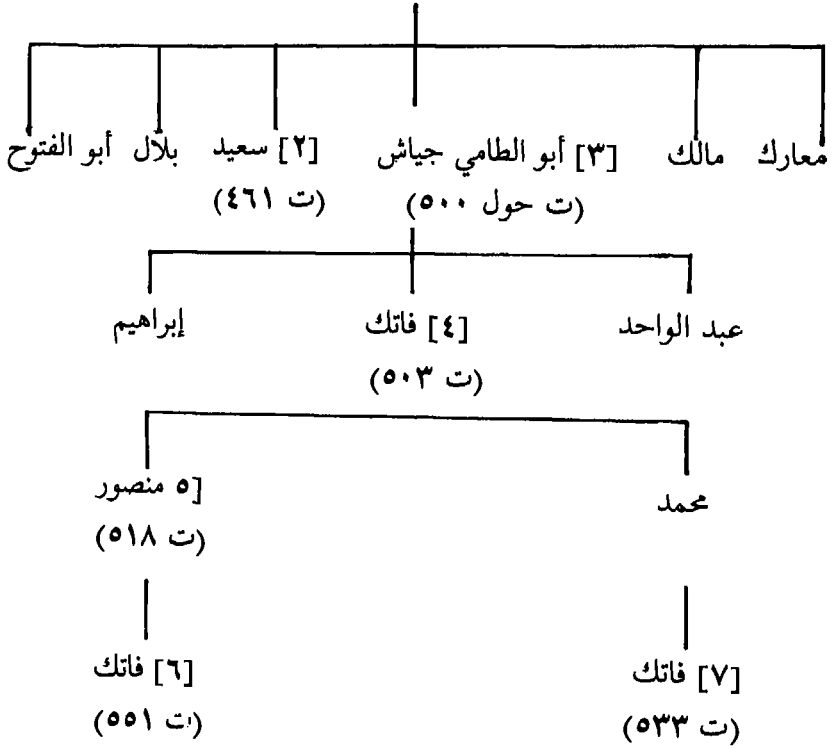 معارك مالك [٣] أبو الطامي جياش [٢] سعيد بلال أبو الفتوح
(ت حول ٥٠٠) (ت ٤٦١)
عبد الواحد [٤] فاتك إبراهيم
(ت ٥٠٣)
محمد [٥ منصور
(ت ٥١٨)
[٧] فاتك [٦] فاتك
(ت ٥٣٣) (ت ٥٥١)